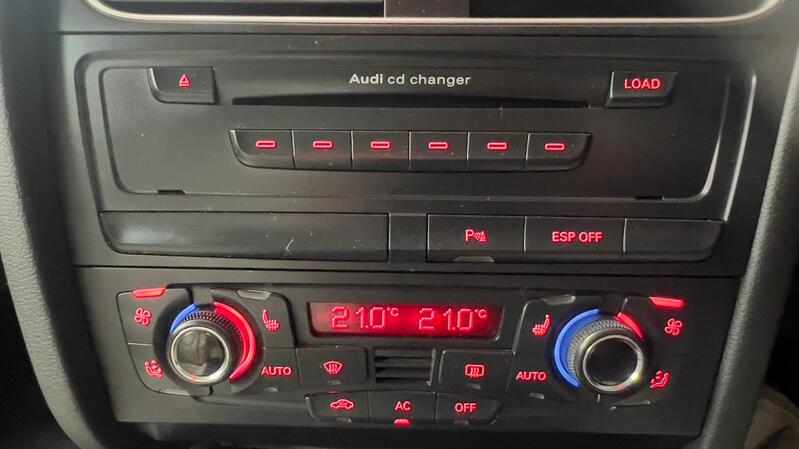 Audi cd changer
LOAD
P
ESP OFF
21.0°C 21.0°C
AUTO
AUTO
AC
OFF